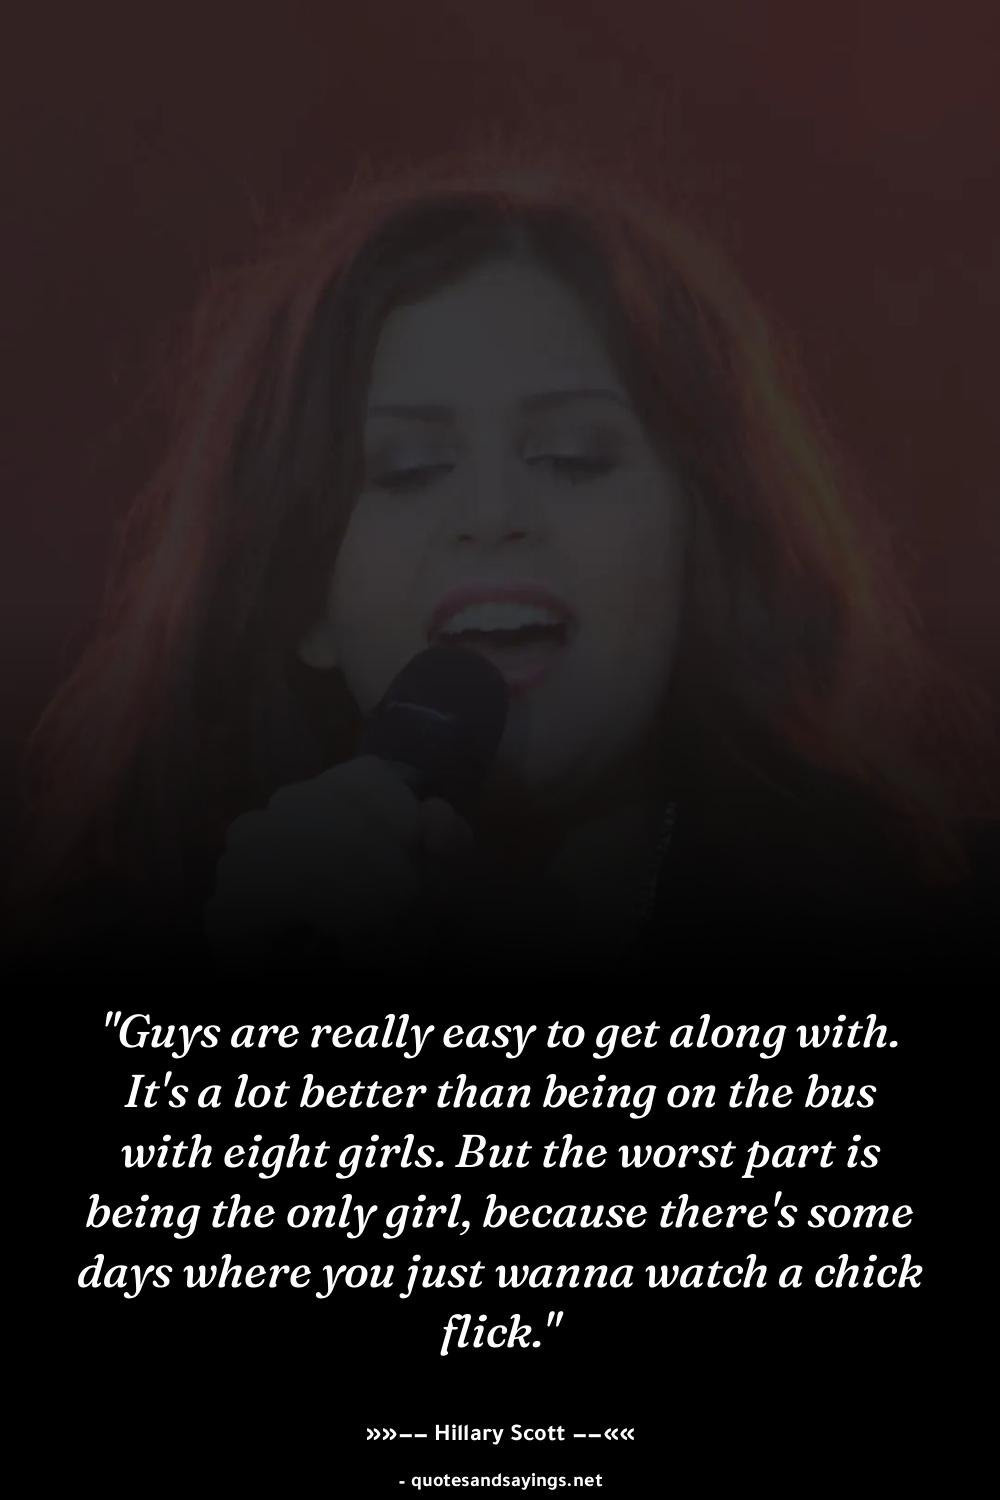 "Guys are really easy to get along with.
It's a lot better than being on the bus
with eight girls. But the worst part is
being the only girl, because there's some
days where you just wanna watch a chick
flick."
»»−− Hillary Scott −−««
- quotesandsayings.net